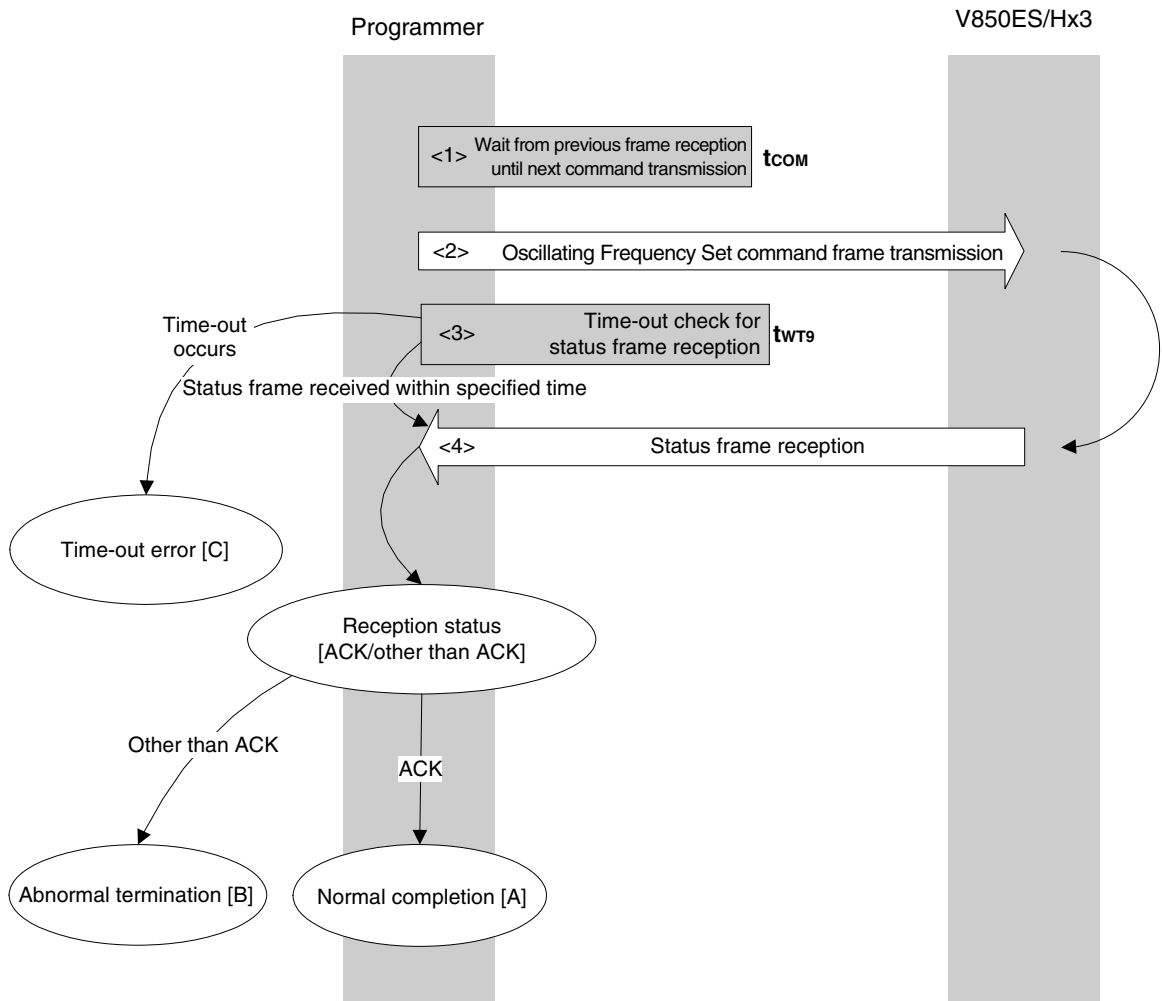 Programmer
V850ES/Hx3
<1> Wait from previous frame reception
until next command transmission
tCOM
<2> Oscillating Frequency Set command frame transmission
Time-out
occurs
<3> Time-out check for
status frame reception
tWT9
Status frame received within specified time
<4> Status frame reception
Time-out error [C]
Reception status
[ACK/other than ACK]
Other than ACK
ACK
Abnormal termination [B]
Normal completion [A]